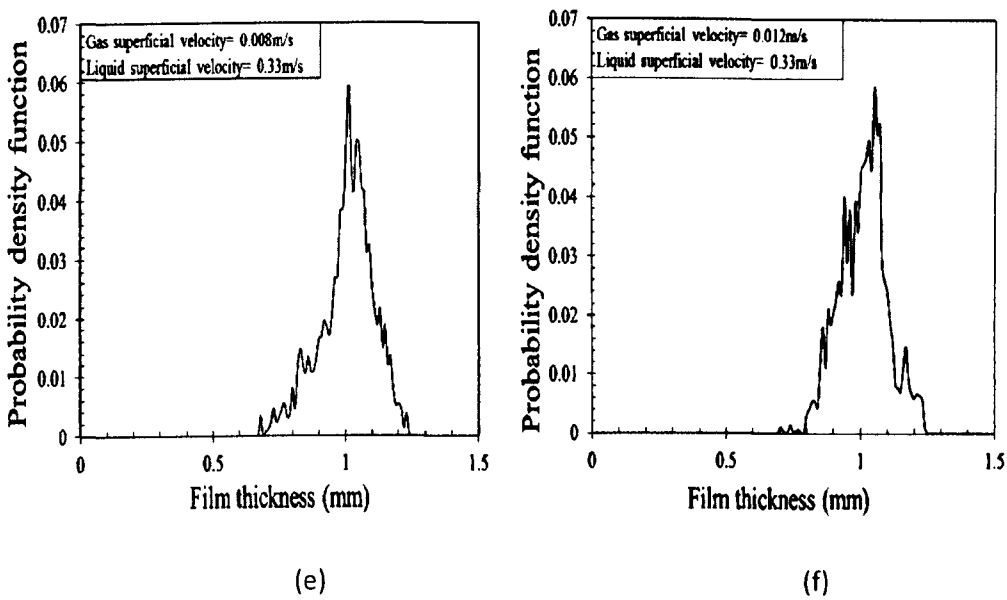 0.07
Gas superficial velocity= 0.008m/s
Liquid superficial velocity= 0.33m/s
0.06
0.05
0.04
0.03
0.02
0.01
0
Probability density function
0 0.5 1 1.5
Film thickness (mm)
(e)
0.07
Gas superficial velocity= 0.012m/s
Liquid superficial velocity= 0.33m/s
0.06
0.05
0.04
0.03
0.02
0.01
0
Probability density function
0 0.5 1 1.5
Film thickness (mm)
(f)